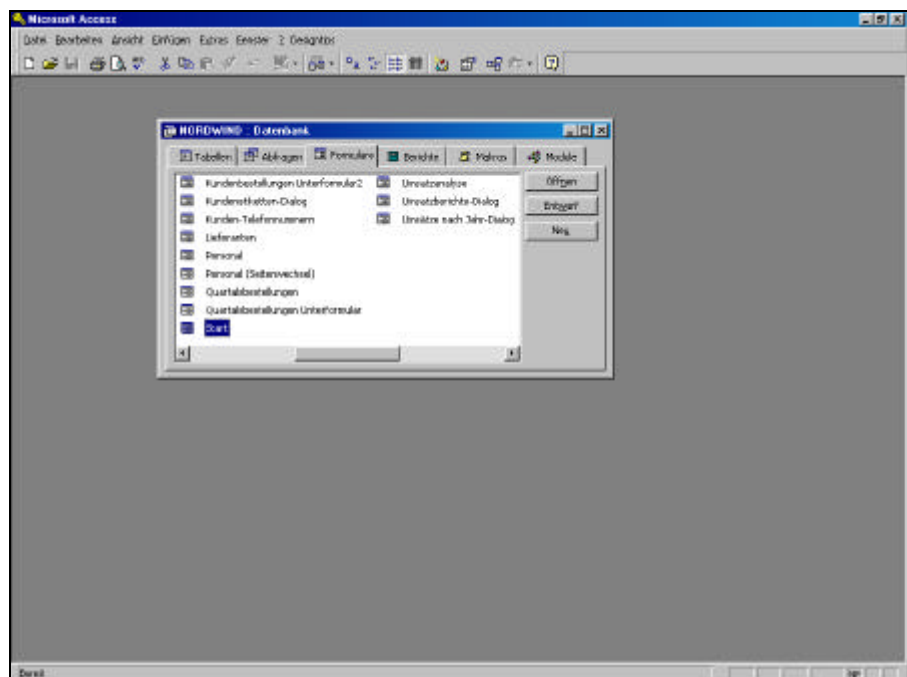 Microsoft Access
Datei Bearbeiten Ansicht Einfügen Extras Fenster ?
NORDWIND : Datenbank
Tabellen Abfragen Formulare Berichte Makros Module
Kundenbestellungen Unterformular2
Kundenetiketten-Dialog
Kunden-Telefonnummern
Lieferanten
Personal
Personal (Seitenwechsel)
Quartalsbestellungen
Quartalsbestellungen Unterformular
Start
Umsatzanalyse
Umsatzberichte-Dialog
Umsätze nach Jahr-Dialog
Öffnen
Entwurf
Neu
Bereit
NF